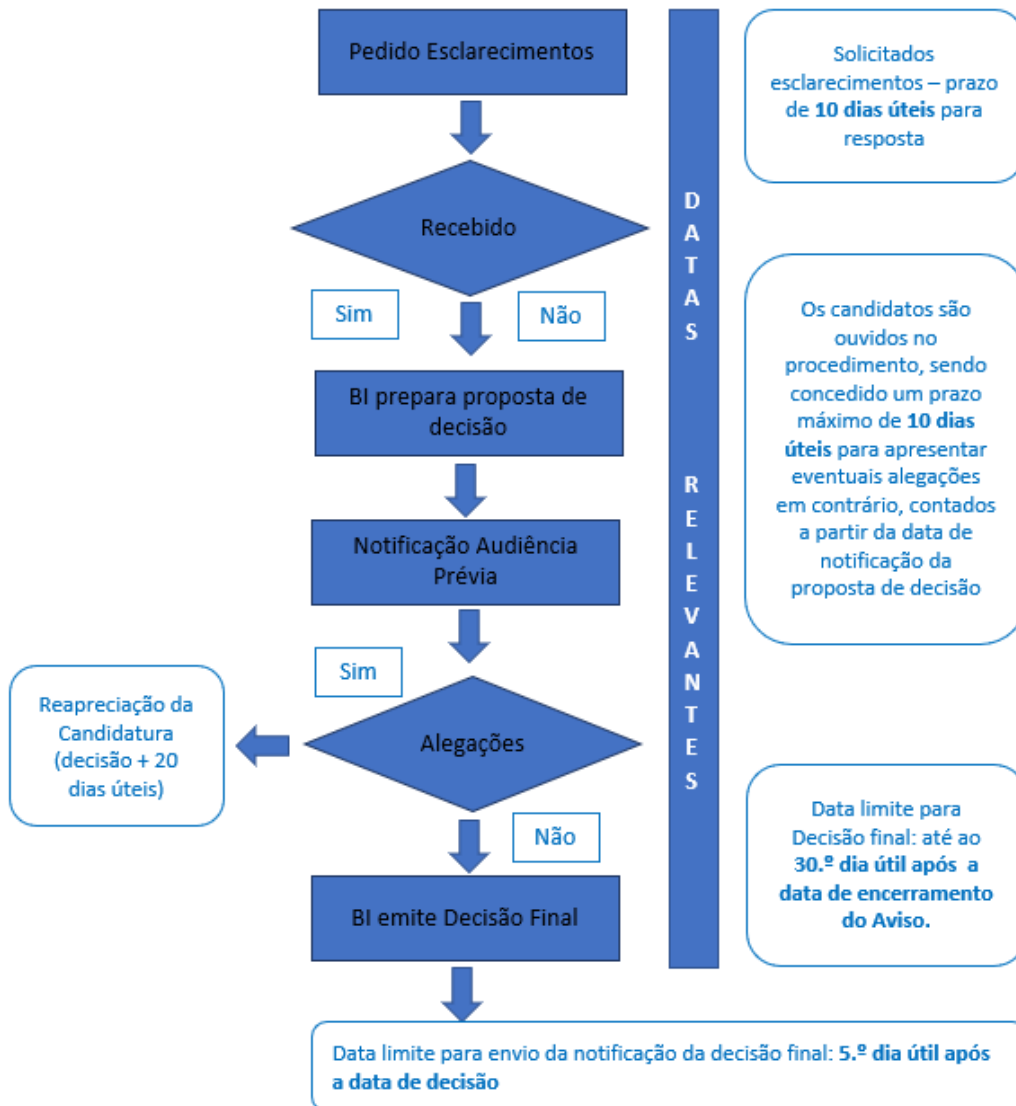 Pedido Esclarecimentos
Solicitados
esclarecimentos – prazo
de 10 dias úteis para
resposta
Recebido
Sim
Não
BI prepara proposta de
decisão
Os candidatos são
ouvidos no
procedimento, sendo
concedido um prazo
máximo de 10 dias
úteis para apresentar
eventuais alegações
em contrário, contados
a partir da data de
notificação da
proposta de decisão
Notificação Audiência
Prévia
Sim
Alegações
Reapreciação da
Candidatura
(decisão + 20
dias úteis)
Não
BI emite Decisão Final
DATAS RELEVANTES
Data limite para
Decisão final: até ao
30.º dia útil após a
data de encerramento
do Aviso.
Data limite para envio da notificação da decisão final: 5.º dia útil após
a data de decisão